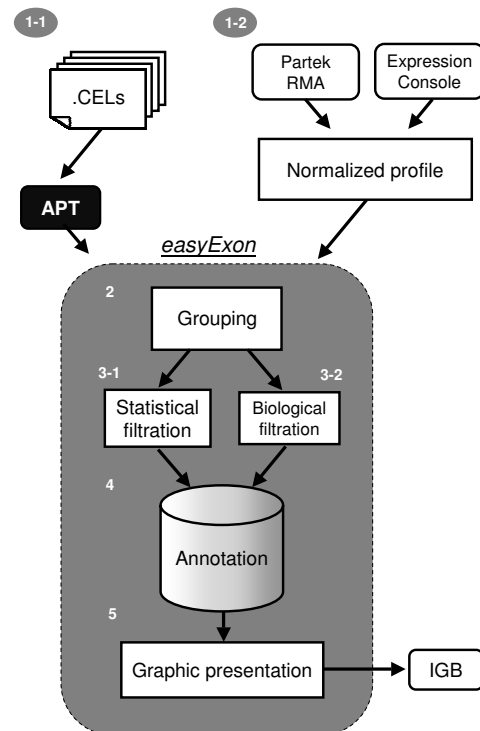 1-1
1-2
.CELs
Partek
RMA
Expression
Console
Normalized profile
APT
easyExon
2
Grouping
3-1
3-2
Statistical
filtration
Biological
filtration
4
Annotation
5
Graphic presentation
IGB